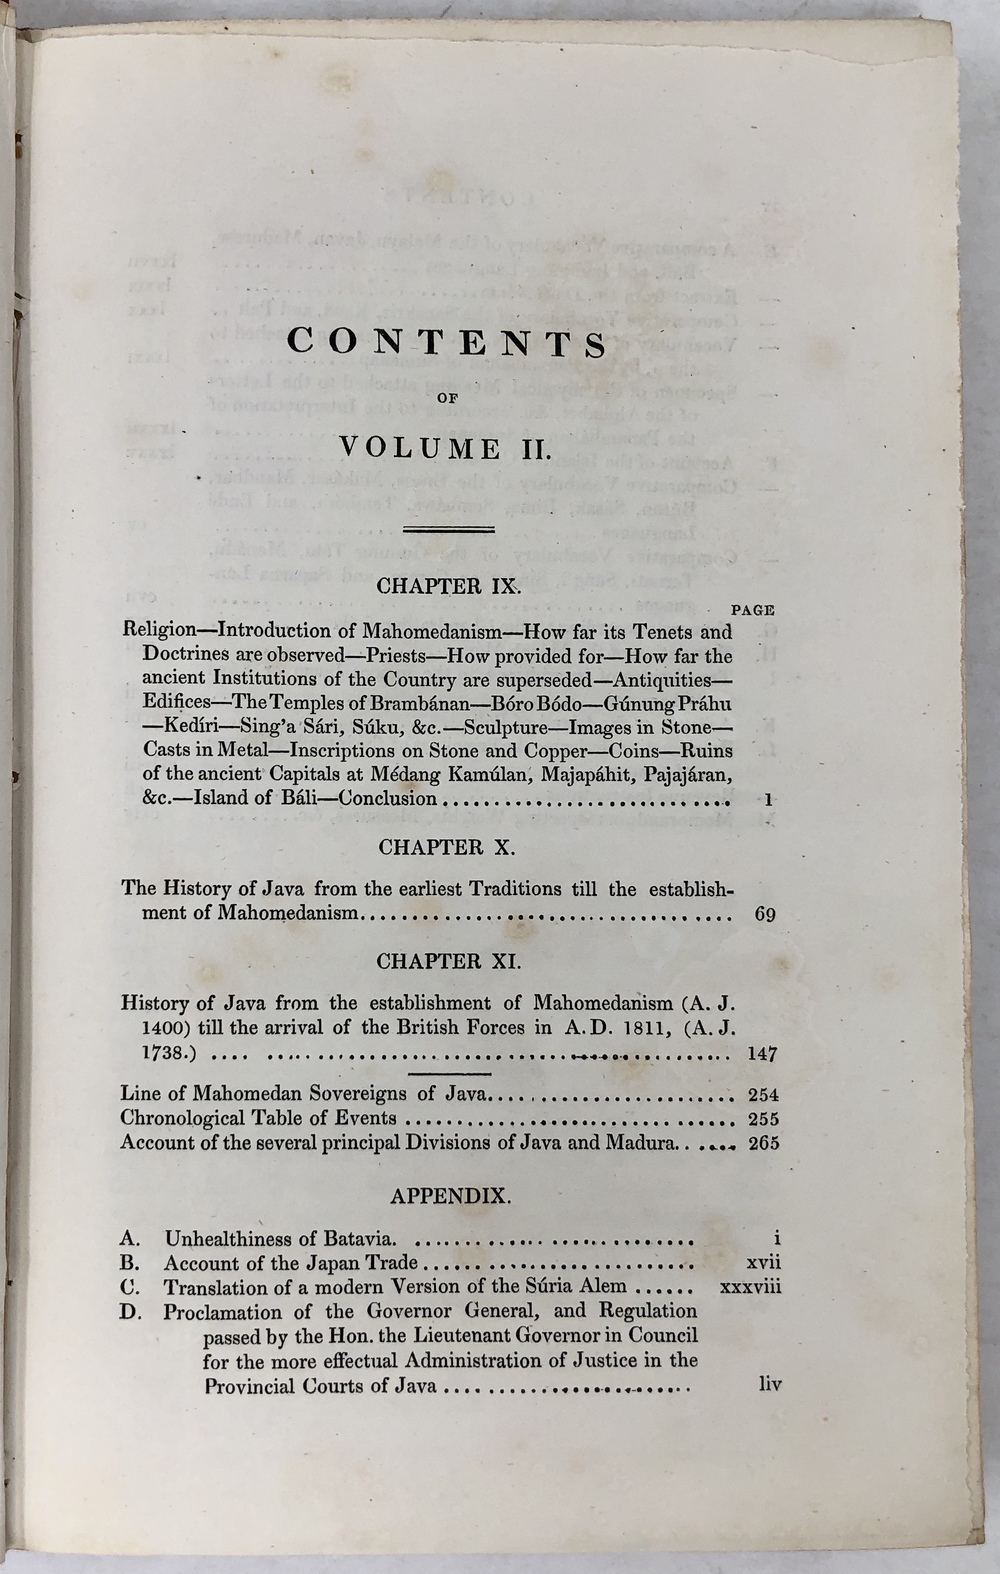 CONTENTS
OF
VOLUME II.
CHAPTER IX.
PAGE
Religion—Introduction of Mahomedanism—How far its Tenets and
Doctrines are observed—Priests—How provided for—How far the
ancient Institutions of the Country are superseded—Antiquities—
Edifices—The Temples of Brambánan—Bóro Bódo—Gúnung Práhu
—Kedíri—Sing'a Sári, Súku, &c.—Sculpture—Images in Stone—
Casts in Metal—Inscriptions on Stone and Copper—Coins—Ruins
of the ancient Capitals at Médang Kamúlan, Majapáhit, Pajajáran,
&c.—Island of Báli—Conclusion ............................ 1
CHAPTER X.
The History of Java from the earliest Traditions till the establish-
ment of Mahomedanism.................................... 69
CHAPTER XI.
History of Java from the establishment of Mahomedanism (A. J.
1400) till the arrival of the British Forces in A. D. 1811, (A. J.
1738.) .... .............................................. 147
Line of Mahomedan Sovereigns of Java........................ 254
Chronological Table of Events ................................ 255
Account of the several principal Divisions of Java and Madura.. ..... 265
APPENDIX.
A. Unhealthiness of Batavia. ............................ i
B. Account of the Japan Trade........................... xvii
C. Translation of a modern Version of the Súria Alem ...... xxxviii
D. Proclamation of the Governor General, and Regulation
passed by the Hon. the Lieutenant Governor in Council
for the more effectual Administration of Justice in the
Provincial Courts of Java ......................... liv